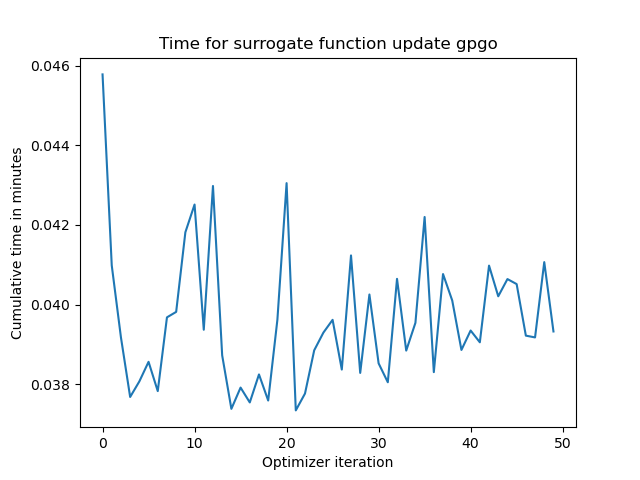 Time for surrogate function update gpgo
0.046
0.044
0.042
0.040
0.038
Cumulative time in minutes
0 10 20 30 40 50
Optimizer iteration